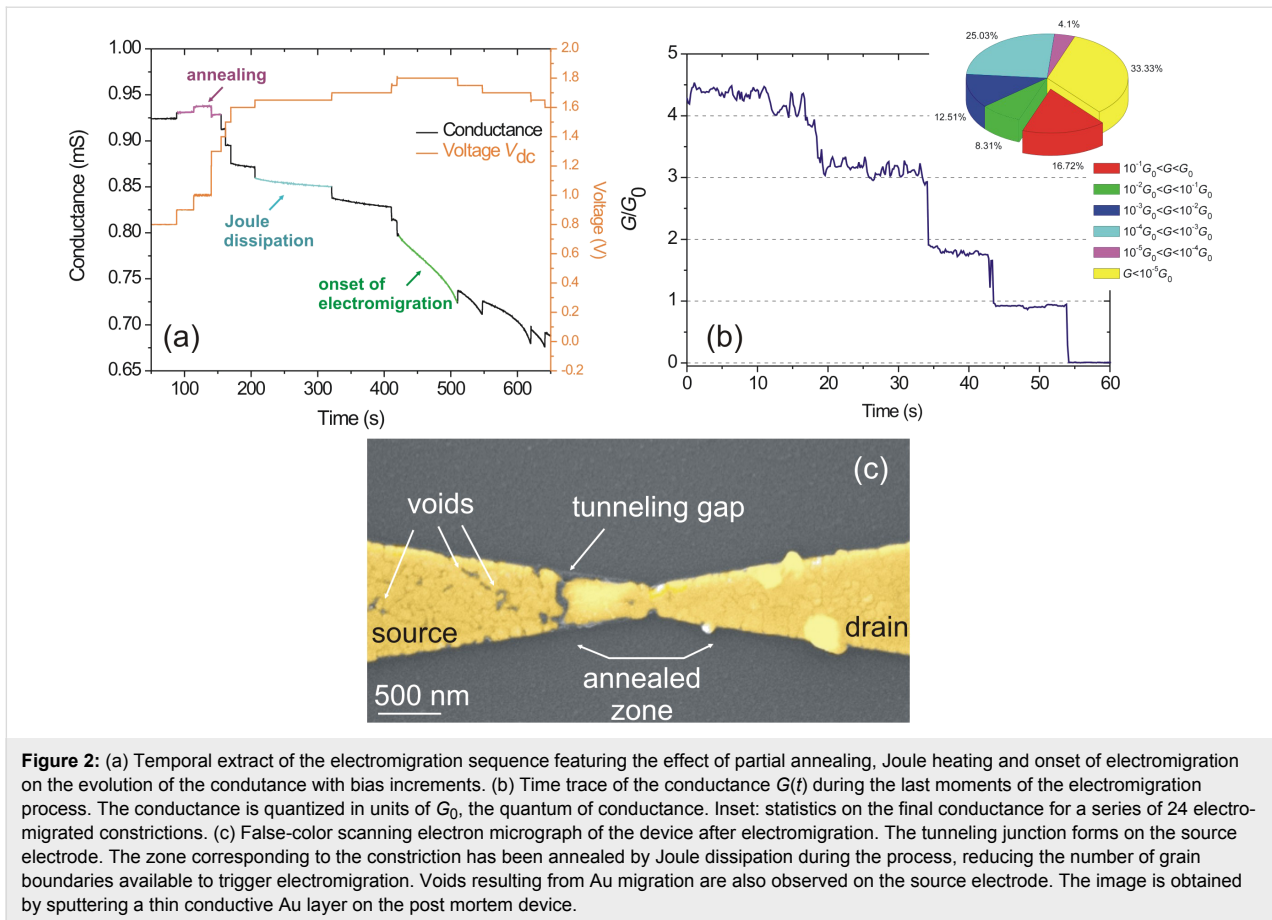 1.00
0.95
0.90
0.85
0.80
0.75
0.70
0.65
Conductance (mS)
annealing
Conductance
Voltage Vdc
Joule
dissipation
onset of
electromigration
(a)
100 200 300 400 500 600
Time (s)
2.0
1.8
1.6
1.4
1.2
1.0
0.8
0.6
0.4
0.2
0.0
-0.2
Voltage (V)
5
4
3
2
1
0
G/G0
(b)
0 10 20 30 40 50 60
Time (s)
4.1%
25.03%
33.33%
12.51%
8.31%
16.72%
10⁻¹G₀<G<G₀
10⁻²G₀<G<10⁻¹G₀
10⁻³G₀<G<10⁻²G₀
10⁻⁴G₀<G<10⁻³G₀
10⁻⁵G₀<G<10⁻⁴G₀
G<10⁻⁵G₀
(c)
voids
tunneling gap
source
drain
annealed
zone
500 nm
Figure 2: (a) Temporal extract of the electromigration sequence featuring the effect of partial annealing, Joule heating and onset of electromigration
on the evolution of the condutance with bias increments. (b) Time trace of the conductance G(t) during the last moments of the electromigration
process. The conductance is quantized in units of G₀, the quantum of conductance. Inset: statistics on the final conductance for a series of 24 electro-
migrated constrictions. (c) False-color scanning electron micrograph of the device after electromigration. The tunneling junction forms on the source
electrode. The zone corresponding to the constriction has been annealed by Joule dissipation during the process, reducing the number of grain
boundaries available to trigger electromigration. Voids resulting from Au migration are also observed on the source electrode. The image is obtained
by sputtering a thin conductive Au layer on the post mortem device.